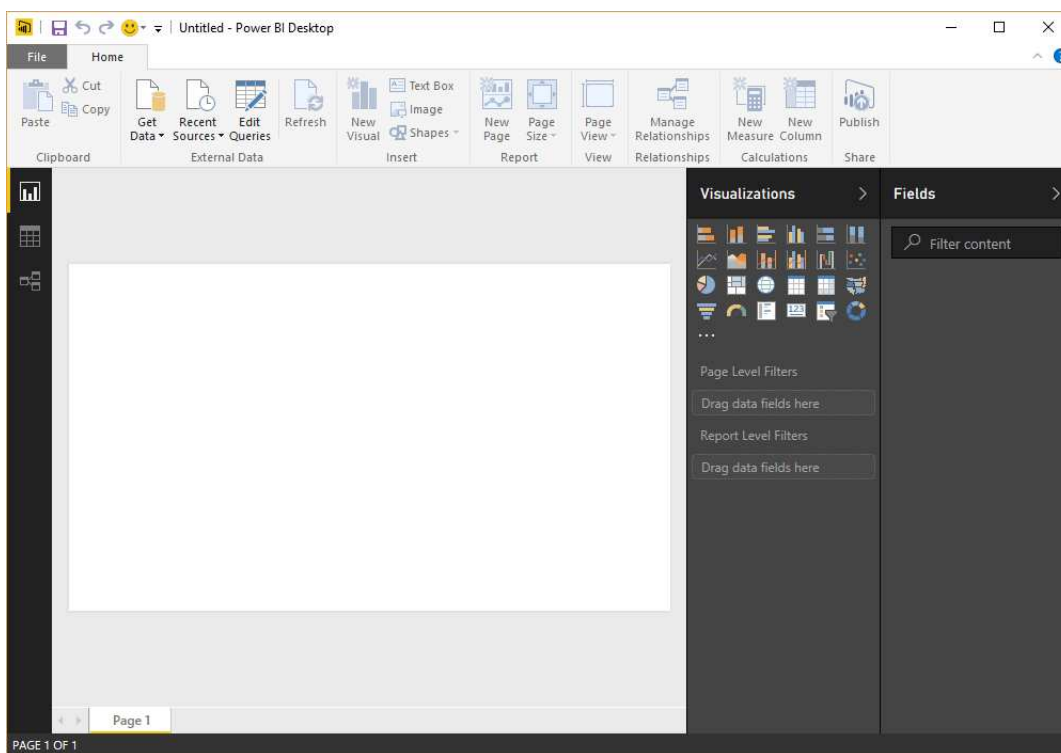 Untitled - Power BI Desktop
File Home
Paste
Cut
Copy
Clipboard
Get Data
Recent Sources
Edit Queries
Refresh
External Data
New Visual
Text Box
Image
Shapes
Insert
New Page
Page Size
Report
Page View
View
Manage Relationships
Relationships
New Measure
New Column
Calculations
Publish
Share
Visualizations
Fields
Filter content
123
Page Level Filters
Drag data fields here
Report Level Filters
Drag data fields here
Page 1
PAGE 1 OF 1